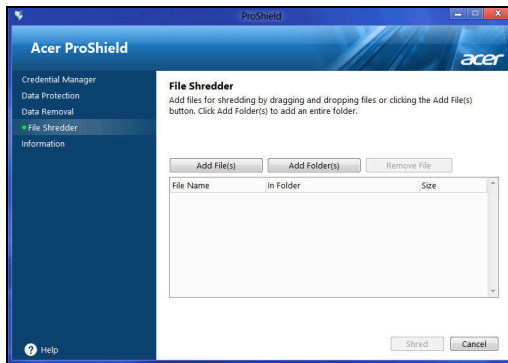 ProShield
Acer ProShield
acer
Credential Manager
Data Protection
Data Removal
File Shredder
Information
File Shredder
Add files for shredding by dragging and dropping files or clicking the Add File(s)
button. Click Add Folder(s) to add an entire folder.
Add File(s) Add Folder(s) Remove File
File Name In Folder Size
Help
Shred Cancel